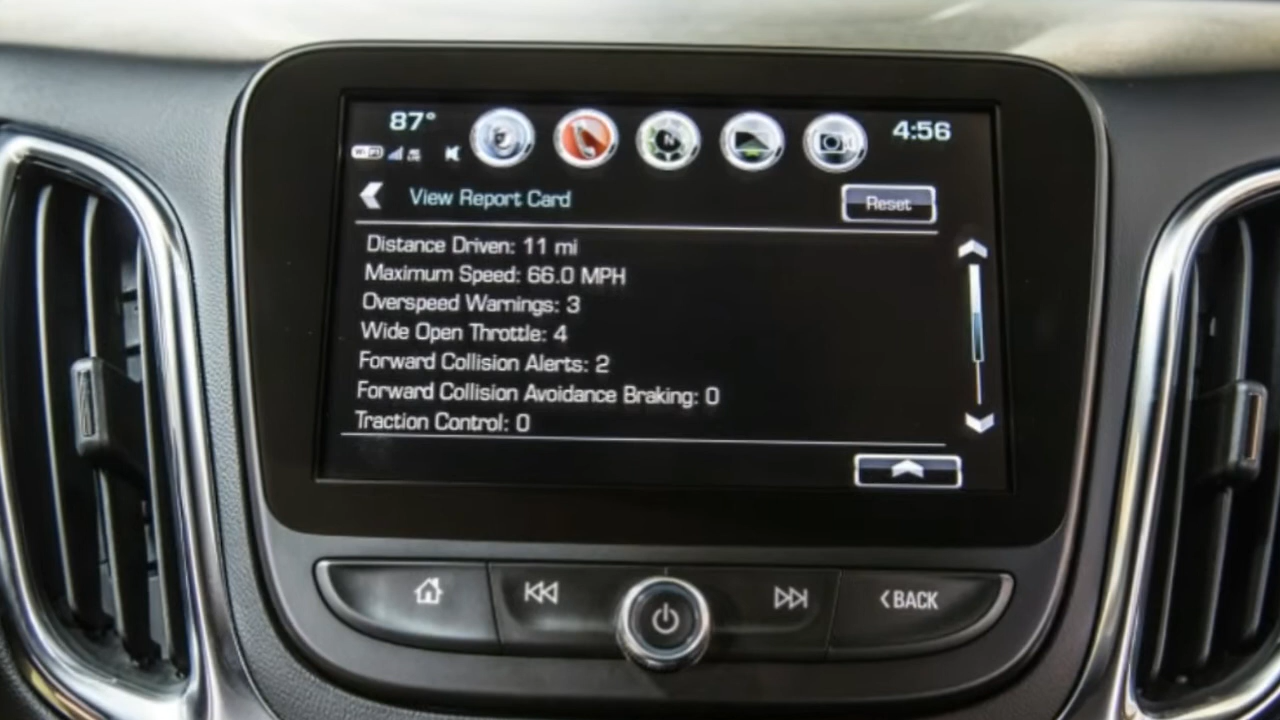 87°
4:56
View Report Card
Reset
Distance Driven: 11 mi
Maximum Speed: 66.0 MPH
Overspeed Warnings: 3
Wide Open Throttle: 4
Forward Collision Alerts: 2
Forward Collision Avoidance Braking: 0
Traction Control: 0
BACK